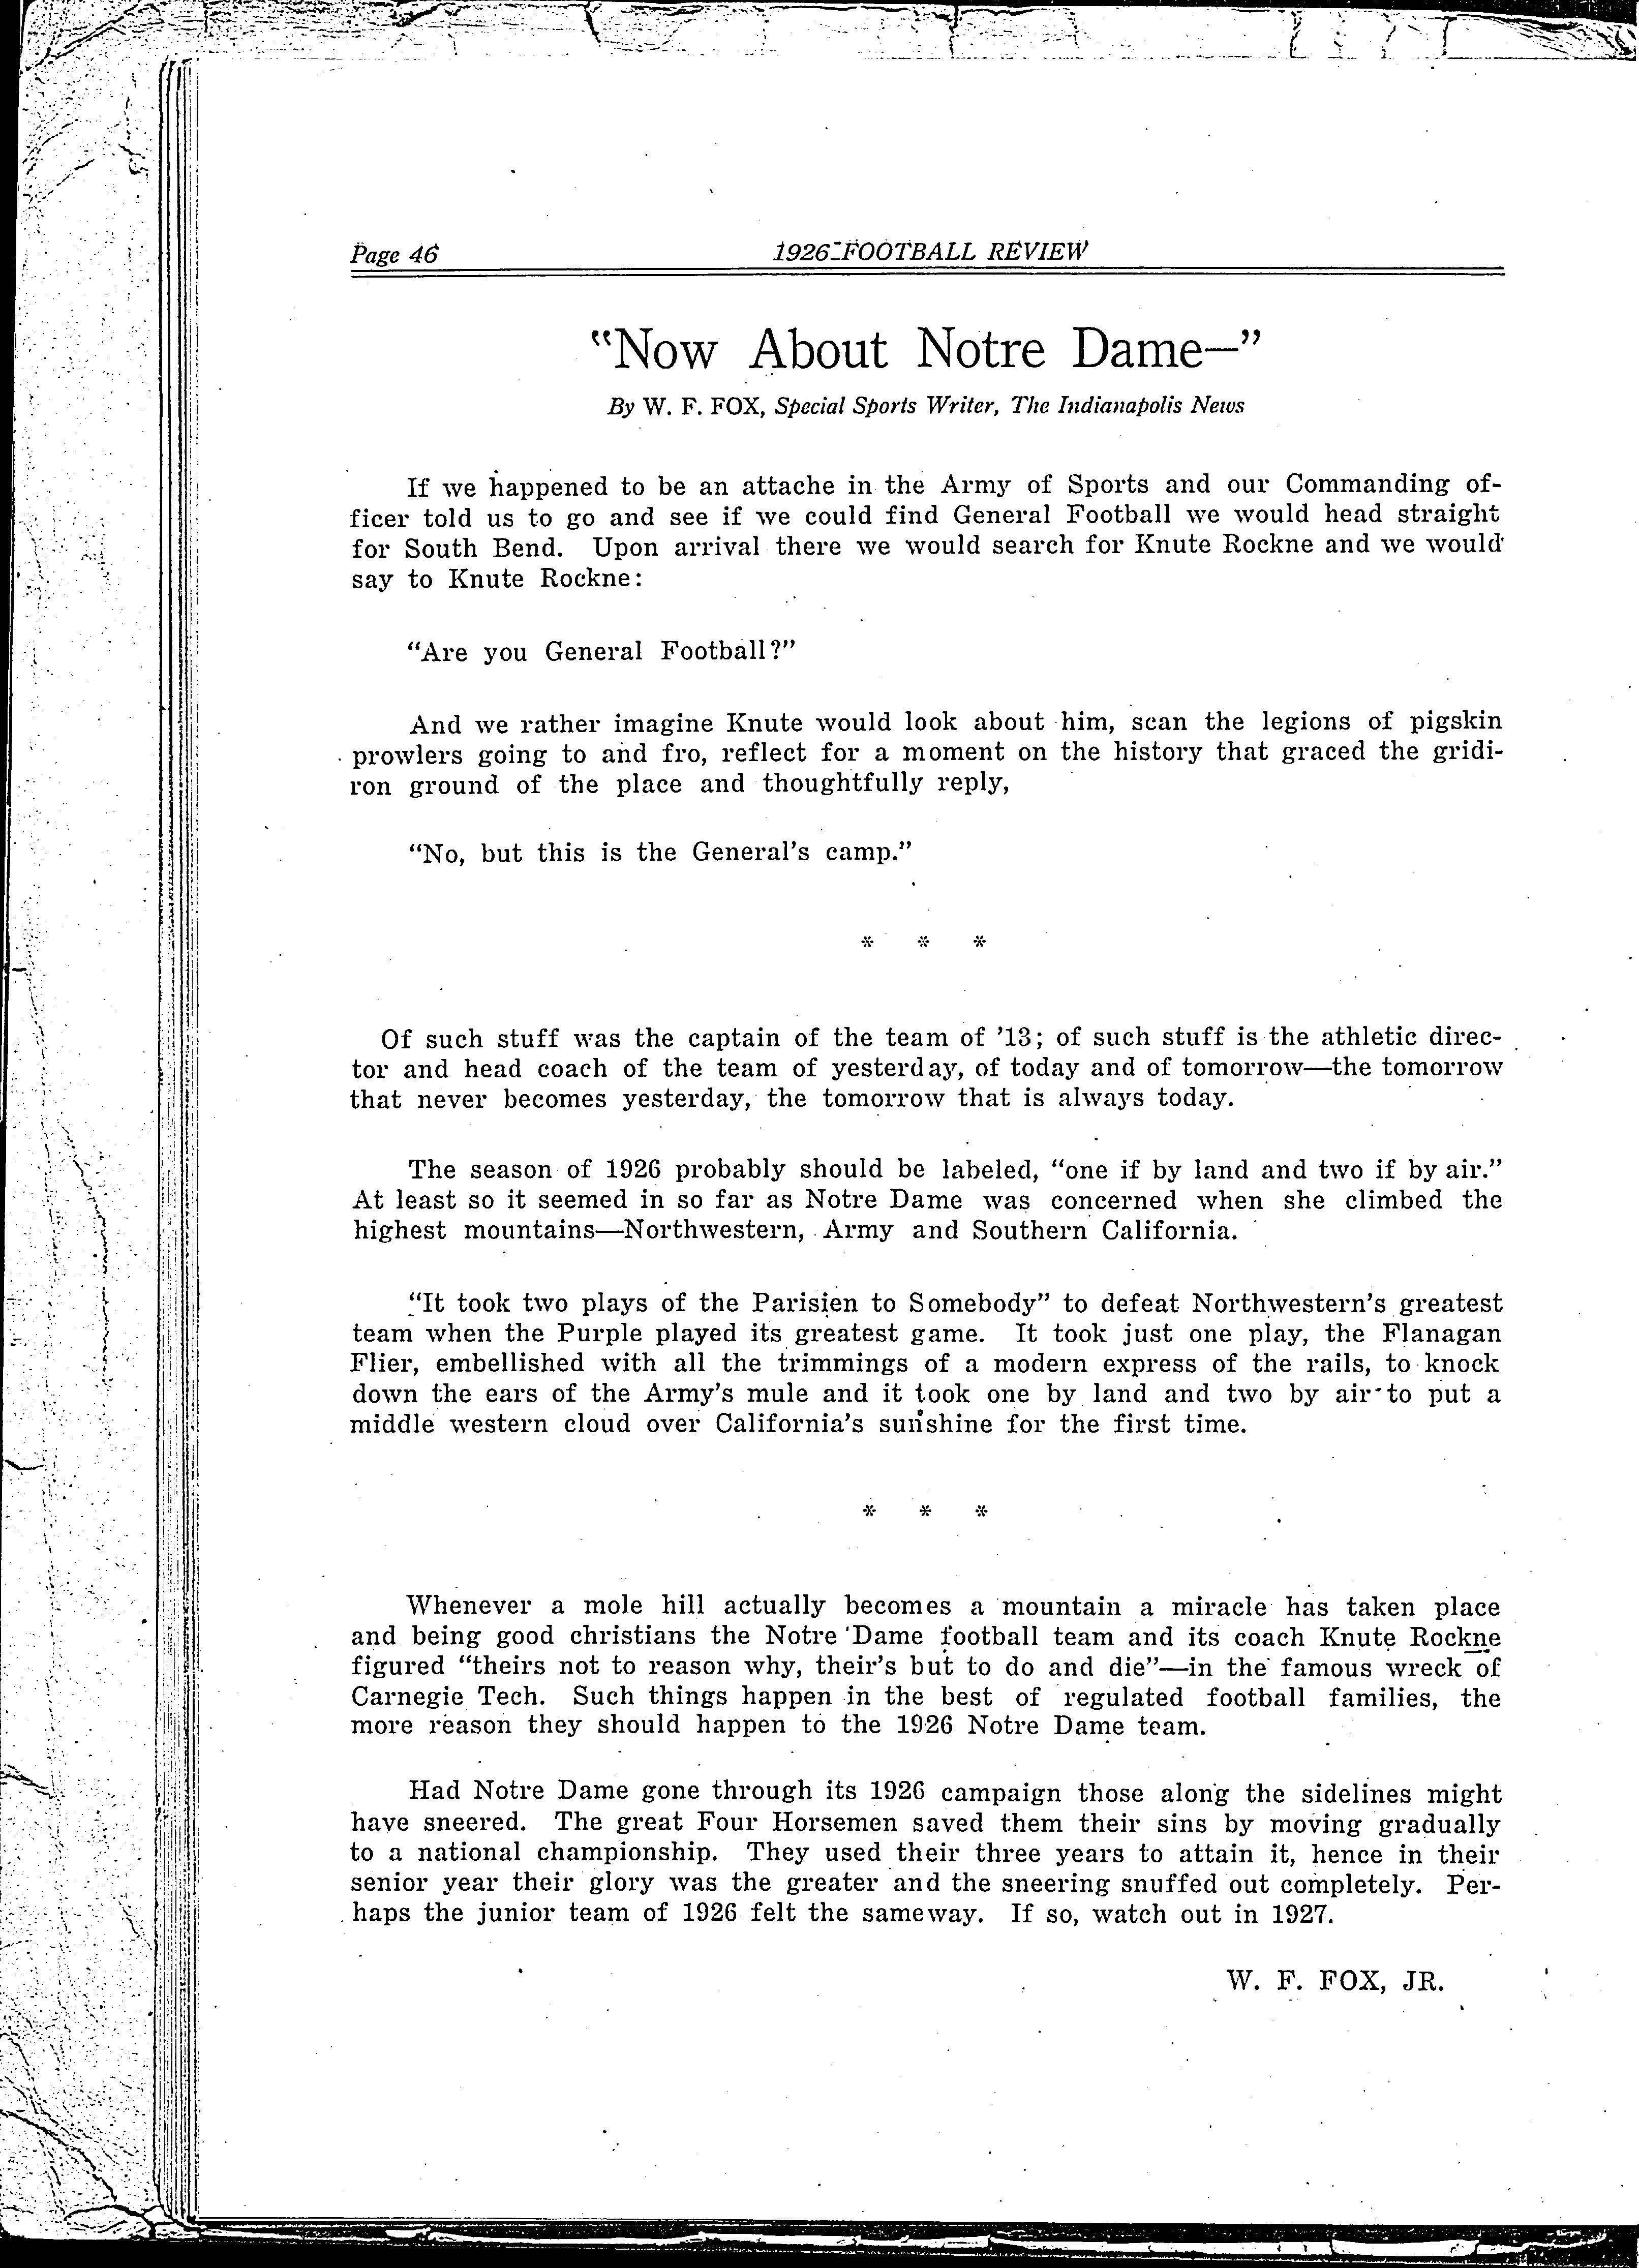 Page 46
1926 FOOTBALL REVIEW
“Now About Notre Dame—”
By W. F. FOX, Special Sports Writer, The Indianapolis News
If we happened to be an attache in the Army of Sports and our Commanding of-
ficer told us to go and see if we could find General Football we would head straight
for South Bend. Upon arrival there we would search for Knute Rockne and we would
say to Knute Rockne:
“Are you General Football?”
And we rather imagine Knute would look about him, scan the legions of pigskin
prowlers going to and fro, reflect for a moment on the history that graced the gridi-
ron ground of the place and thoughtfully reply,
“No, but this is the General's camp.”
* * *
Of such stuff was the captain of the team of '13; of such stuff is the athletic direc-
tor and head coach of the team of yesterday, of today and of tomorrow—the tomorrow
that never becomes yesterday, the tomorrow that is always today.
The season of 1926 probably should be labeled, “one if by land and two if by air.”
At least so it seemed in so far as Notre Dame was concerned when she climbed the
highest mountains—Northwestern, Army and Southern California.
“It took two plays of the Parisien to Somebody” to defeat Northwestern's greatest
team when the Purple played its greatest game. It took just one play, the Flanagan
Flier, embellished with all the trimmings of a modern express of the rails, to knock
down the ears of the Army's mule and it took one by land and two by air to put a
middle western cloud over California's sunshine for the first time.
* * *
Whenever a mole hill actually becomes a mountain a miracle has taken place
and being good christians the Notre Dame football team and its coach Knute Rockne
figured “theirs not to reason why, their's but to do and die”—in the famous wreck of
Carnegie Tech. Such things happen in the best of regulated football families, the
more reason they should happen to the 1926 Notre Dame team.
Had Notre Dame gone through its 1926 campaign those along the sidelines might
have sneered. The great Four Horsemen saved them their sins by moving gradually
to a national championship. They used their three years to attain it, hence in their
senior year their glory was the greater and the sneering snuffed out completely. Per-
haps the junior team of 1926 felt the sameway. If so, watch out in 1927.
W. F. FOX, JR.